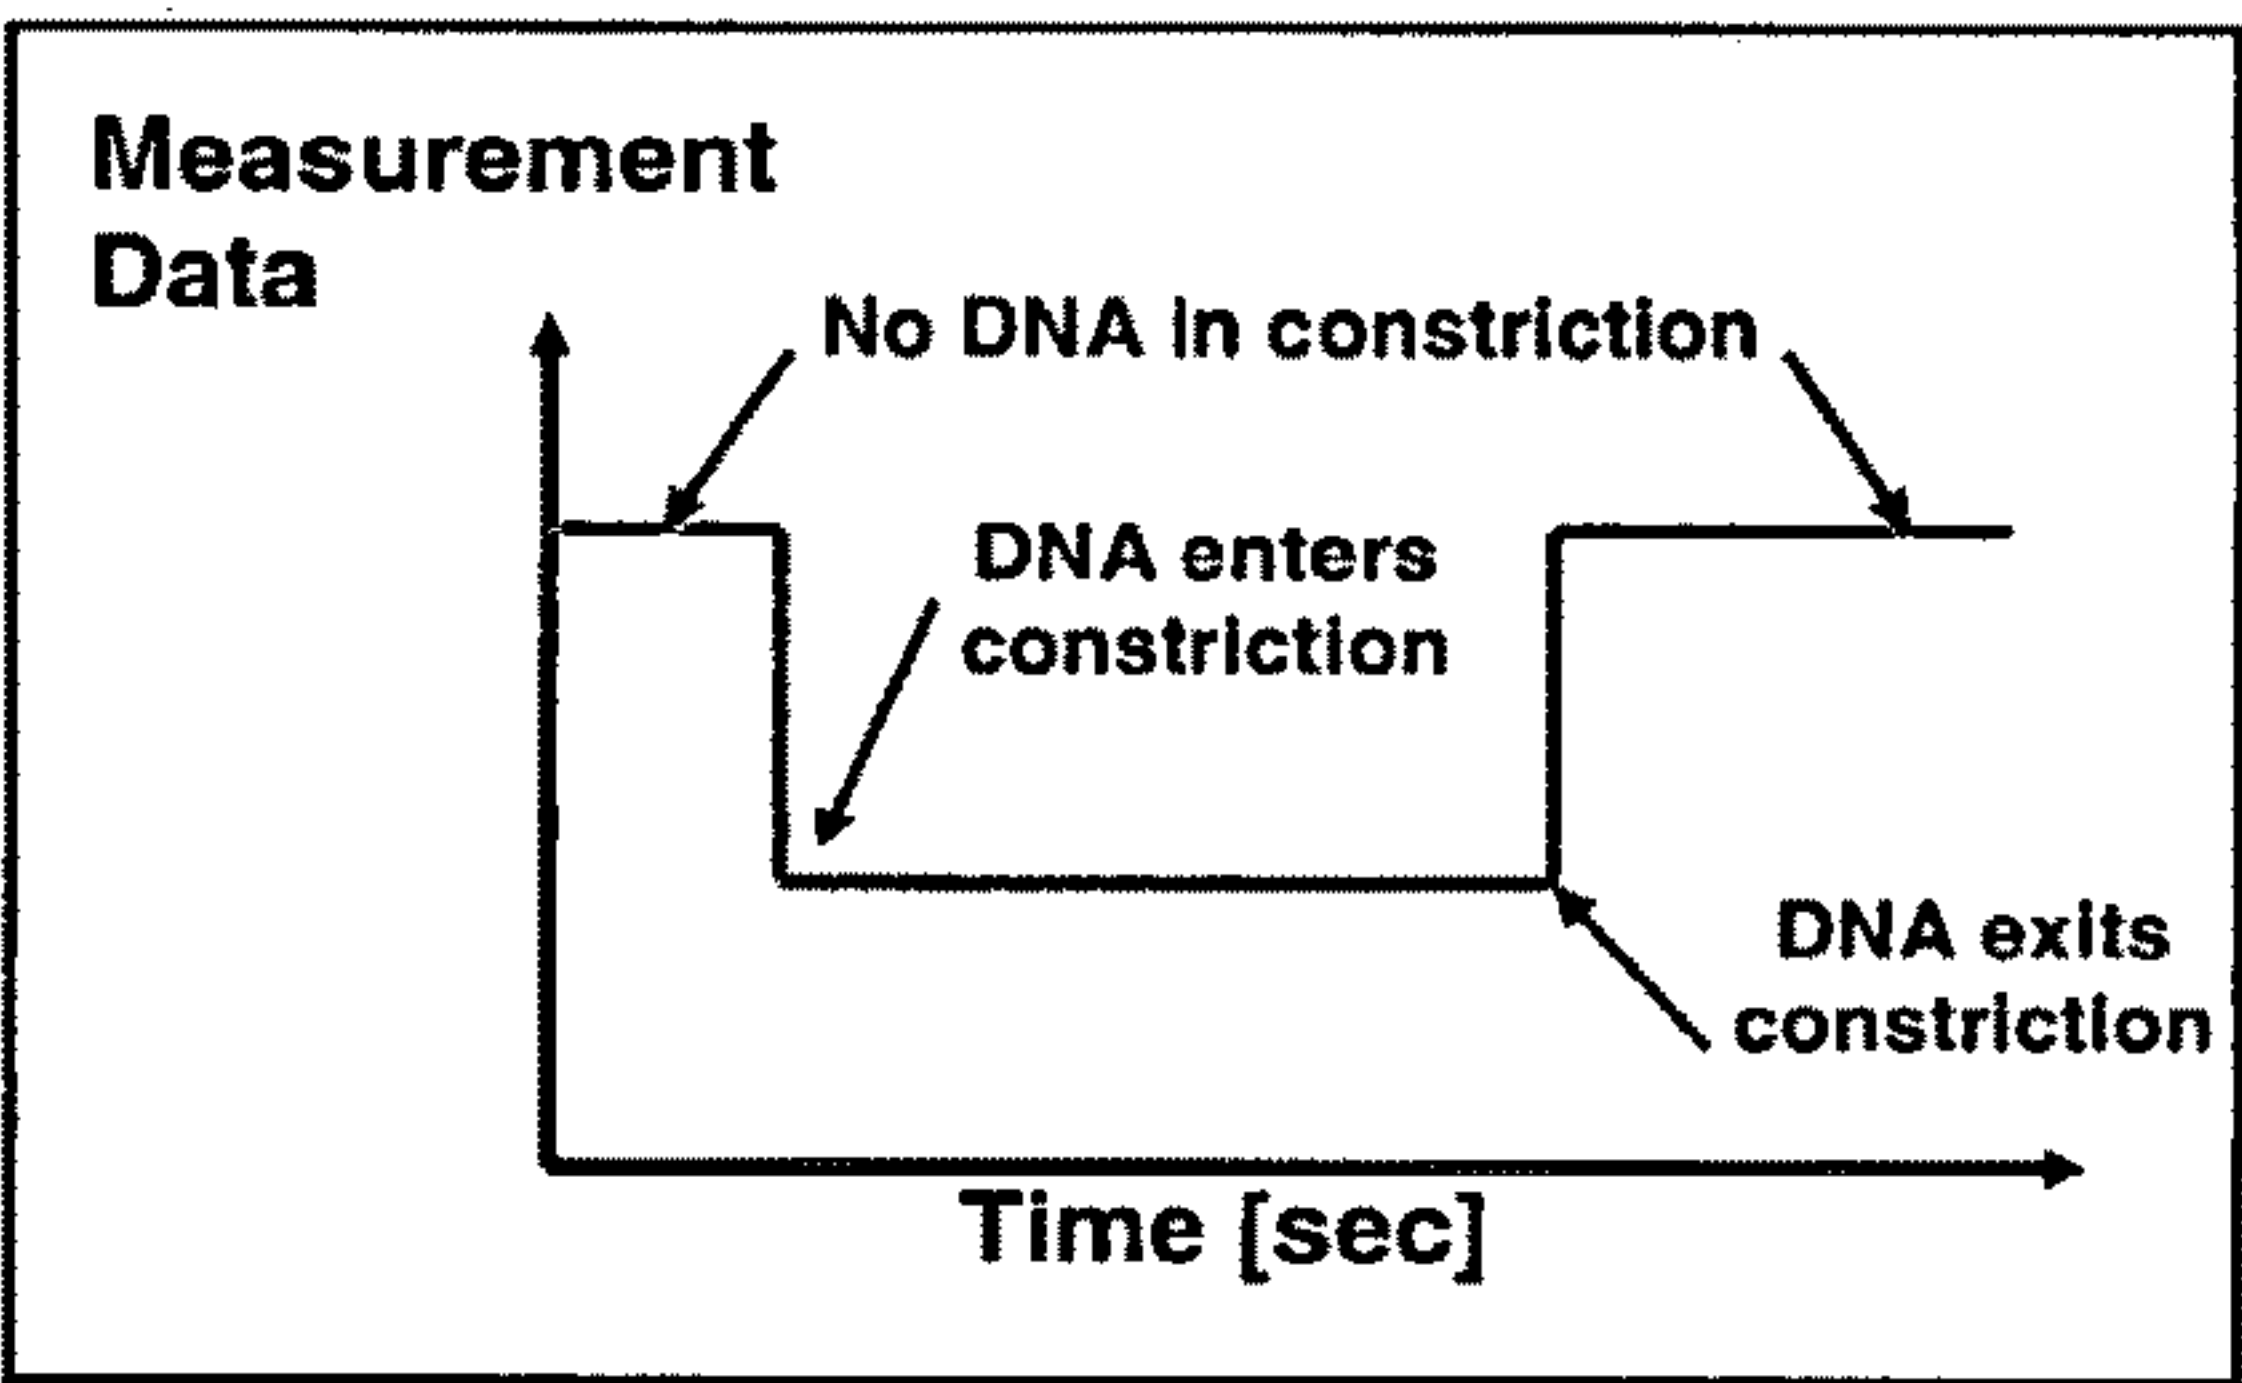 Measurement
Data
No DNA in constriction
DNA enters
constriction
DNA exits
constriction
Time [sec]